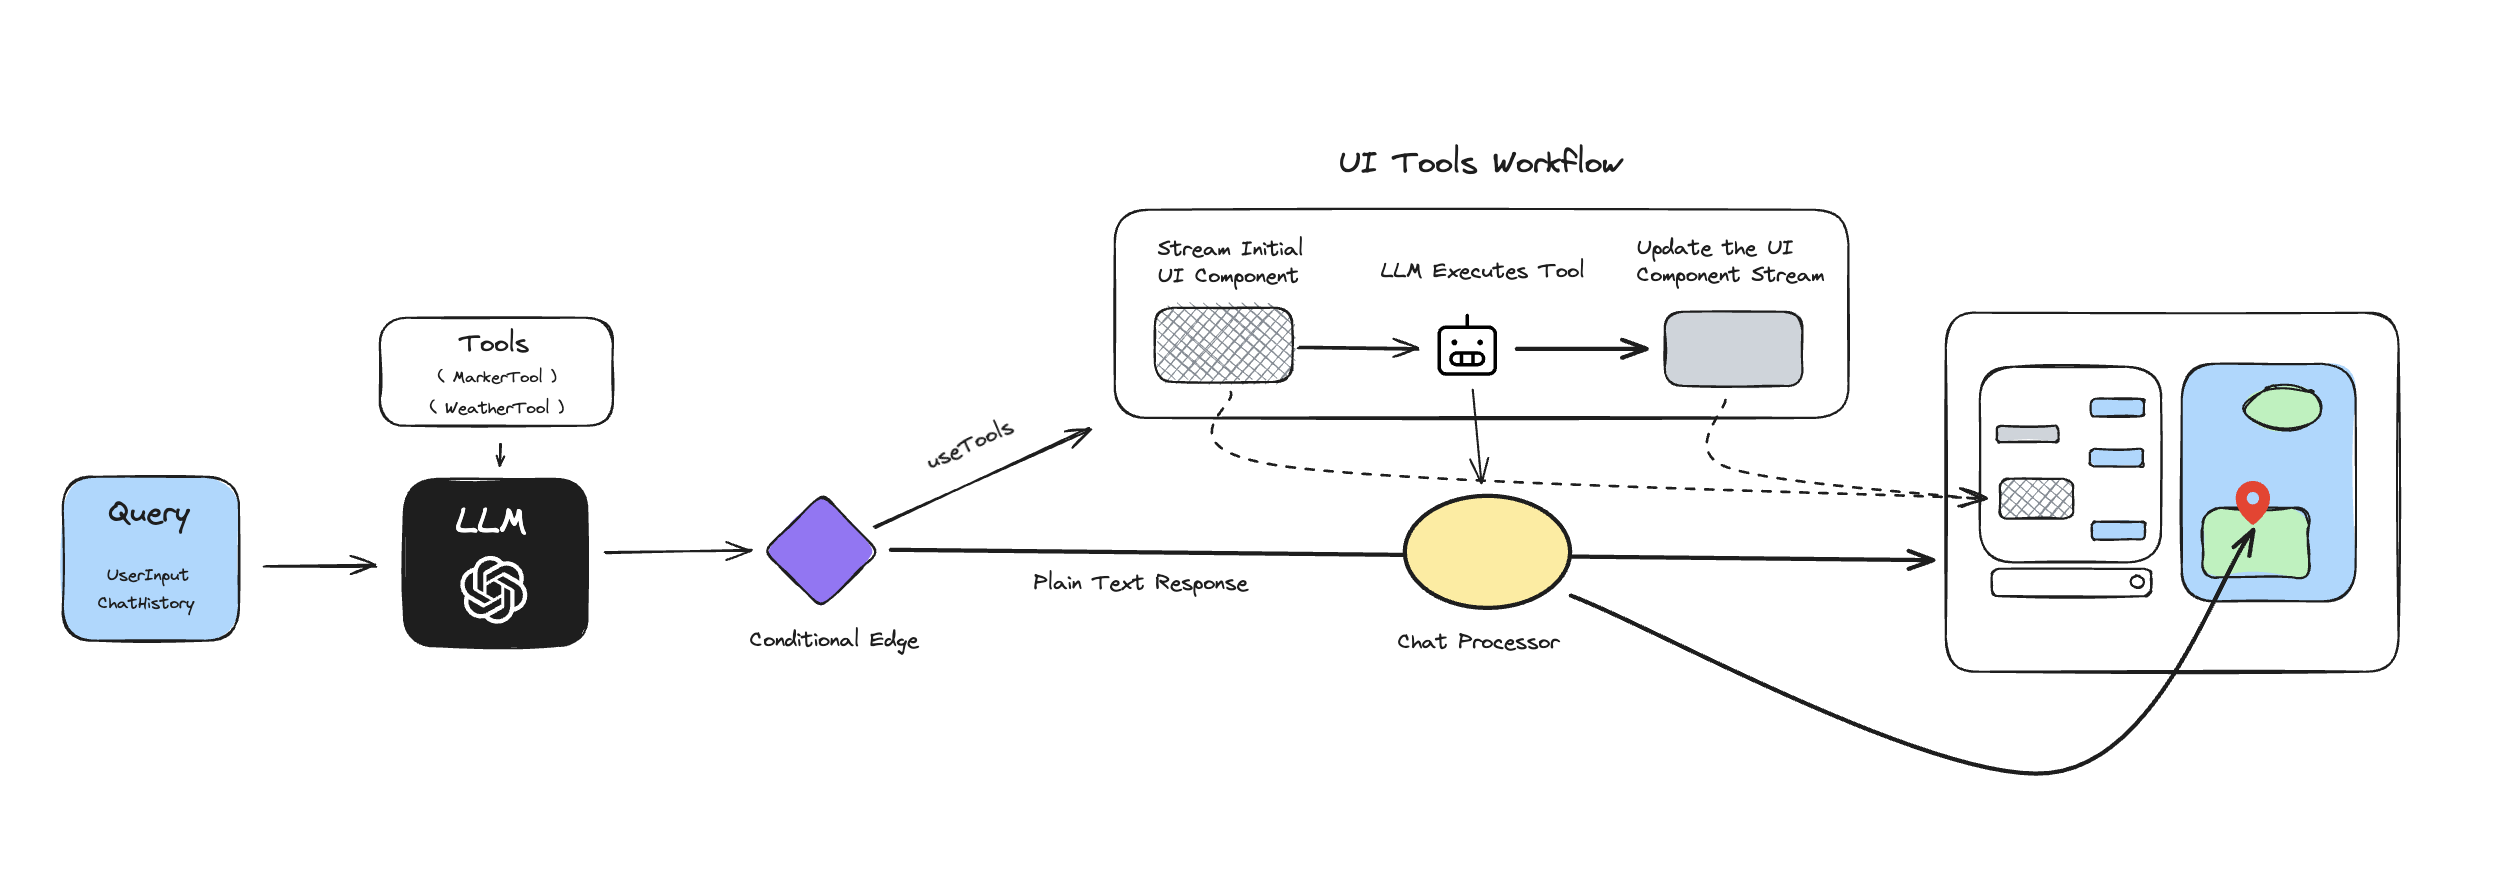 UI Tools Workflow
Stream Initial
UI Component
LLM Executes Tool
Update the UI
Component Stream
Tools
( MarkerTool )
( WeatherTool )
useTools
Query
UserInput
ChatHistory
LLM
Plain Text Response
Conditional Edge
Chat Processor